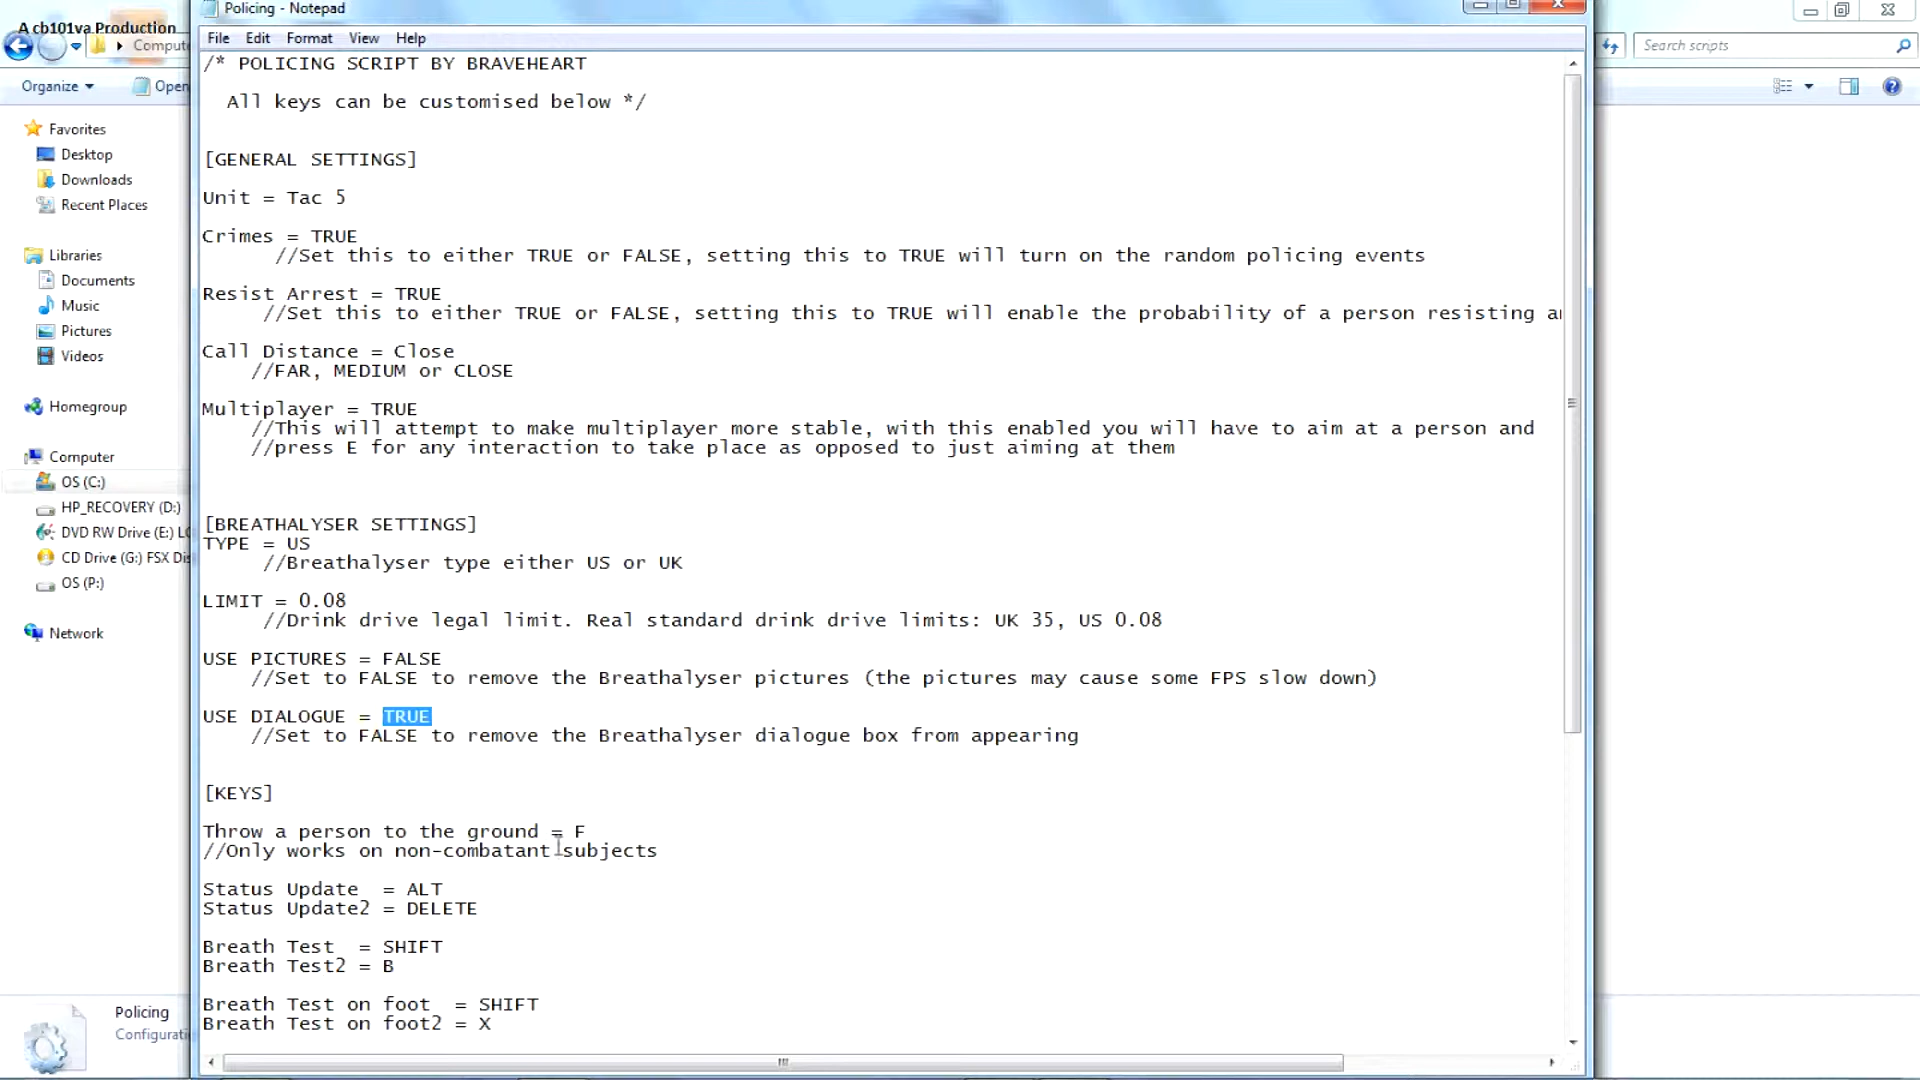 Policing - Notepad
A cb101va Production
Compute
Search scripts
File Edit Format View Help
Organize
Open
Favorites
Desktop
Downloads
Recent Places
Libraries
Documents
Music
Pictures
Videos
Homegroup
Computer
OS (C:)
HP_RECOVERY (D:)
DVD RW Drive (E:) LO
CD Drive (G:) FSX Dis
OS (P:)
Network
/* POLICING SCRIPT BY BRAVEHEART
All keys can be customised below */
[GENERAL SETTINGS]
Unit = Tac 5
Crimes = TRUE
//Set this to either TRUE or FALSE, setting this to TRUE will turn on the random policing events
Resist Arrest = TRUE
//Set this to either TRUE or FALSE, setting this to TRUE will enable the probability of a person resisting a
Call Distance = Close
//FAR, MEDIUM or CLOSE
Multiplayer = TRUE
//This will attempt to make multiplayer more stable, with this enabled you will have to aim at a person and
//press E for any interaction to take place as opposed to just aiming at them
[BREATHALYSER SETTINGS]
TYPE = US
//Breathalyser type either US or UK
LIMIT = 0.08
//Drink drive legal limit. Real standard drink drive limits: UK 35, US 0.08
USE PICTURES = FALSE
//Set to FALSE to remove the Breathalyser pictures (the pictures may cause some FPS slow down)
USE DIALOGUE = TRUE
//Set to FALSE to remove the Breathalyser dialogue box from appearing
[KEYS]
Throw a person to the ground = F
//Only works on non-combatant subjects
Status Update = ALT
Status Update2 = DELETE
Breath Test = SHIFT
Breath Test2 = B
Breath Test on foot = SHIFT
Breath Test on foot2 = X
Policing
Configurati